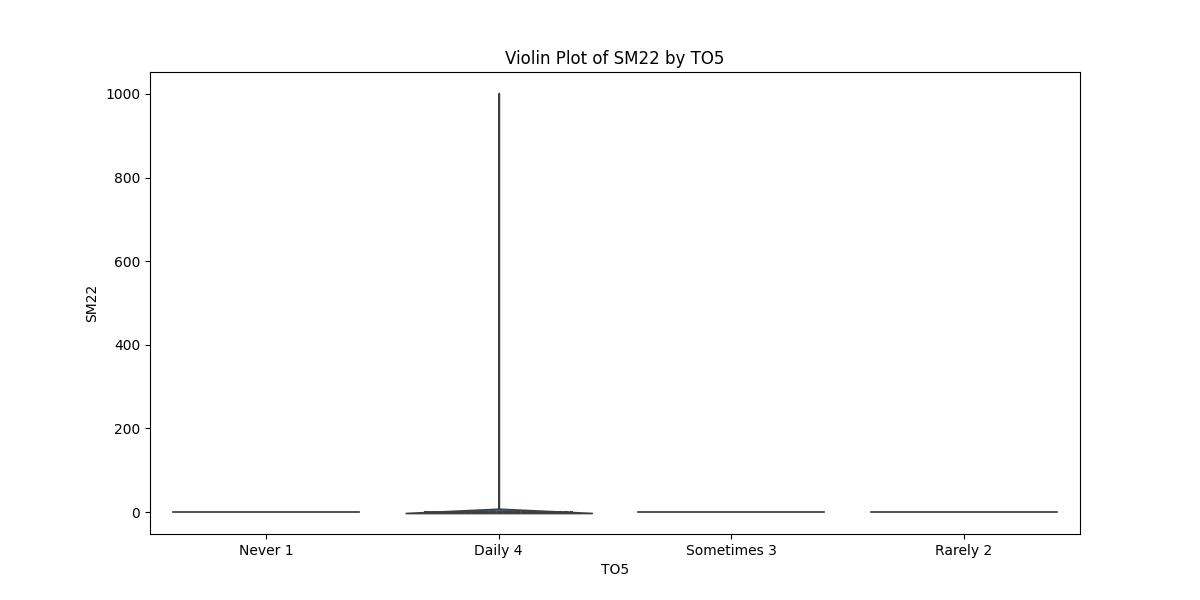 Violin Plot of SM22 by TO5
1000
800
600
400
200
0
SM22
Never 1
Daily 4
Sometimes 3
Rarely 2
TO5